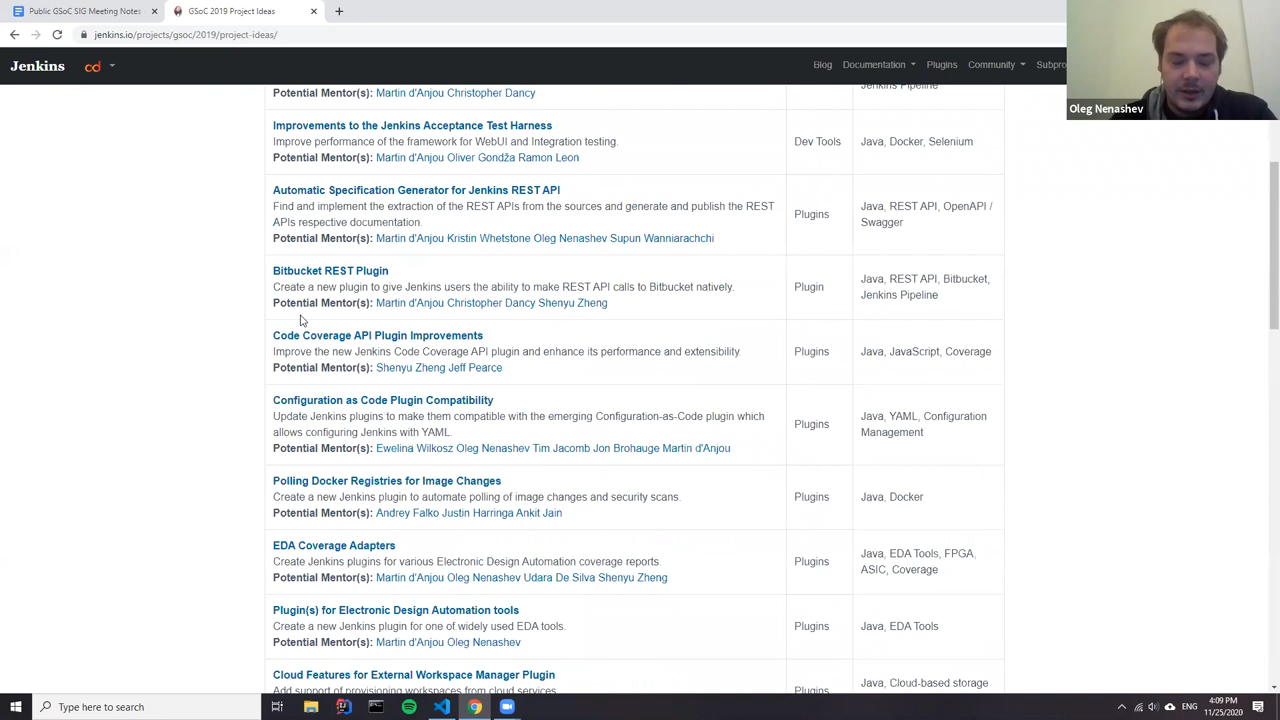 Public GSoC SIG Meeting Notes
GSoC 2019 Project Ideas
jenkins.io/projects/gsoc/2019/project-ideas/
Jenkins
cd
Blog Documentation Plugins Community Subpro
Oleg Nenashev
Potential Mentor(s): Martin d'Anjou Christopher Dancy
Jenkins Pipeline
Improvements to the Jenkins Acceptance Test Harness
Improve performance of the framework for WebUI and Integration testing.
Potential Mentor(s): Martin d'Anjou Oliver Gondža Ramon Leon
Dev Tools
Java, Docker, Selenium
Automatic Specification Generator for Jenkins REST API
Find and implement the extraction of the REST APIs from the sources and generate and publish the REST
APIs respective documentation.
Potential Mentor(s): Martin d'Anjou Kristin Whetstone Oleg Nenashev Supun Wanniarachchi
Plugins
Java, REST API, OpenAPI /
Swagger
Bitbucket REST Plugin
Create a new plugin to give Jenkins users the ability to make REST API calls to Bitbucket natively.
Potential Mentor(s): Martin d'Anjou Christopher Dancy Shenyu Zheng
Plugin
Java, REST API, Bitbucket,
Jenkins Pipeline
Code Coverage API Plugin Improvements
Improve the new Jenkins Code Coverage API plugin and enhance its performance and extensibility.
Potential Mentor(s): Shenyu Zheng Jeff Pearce
Plugins
Java, JavaScript, Coverage
Configuration as Code Plugin Compatibility
Update Jenkins plugins to make them compatible with the emerging Configuration-as-Code plugin which
allows configuring Jenkins with YAML.
Potential Mentor(s): Ewelina Wilkosz Oleg Nenashev Tim Jacomb Jon Brohauge Martin d'Anjou
Plugins
Java, YAML, Configuration
Management
Polling Docker Registries for Image Changes
Create a new Jenkins plugin to automate polling of image changes and security scans.
Potential Mentor(s): Andrey Falko Justin Harringa Ankit Jain
Plugins
Java, Docker
EDA Coverage Adapters
Create Jenkins plugins for various Electronic Design Automation coverage reports.
Potential Mentor(s): Martin d'Anjou Oleg Nenashev Udara De Silva Shenyu Zheng
Plugins
Java, EDA Tools, FPGA,
ASIC, Coverage
Plugin(s) for Electronic Design Automation tools
Create a new Jenkins plugin for one of widely used EDA tools.
Potential Mentor(s): Martin d'Anjou Oleg Nenashev
Plugins
Java, EDA Tools
Cloud Features for External Workspace Manager Plugin
Add support of provisioning workspaces from cloud services
Plugins
Java, Cloud-based storage
Type here to search
4:09 PM
11/25/2020